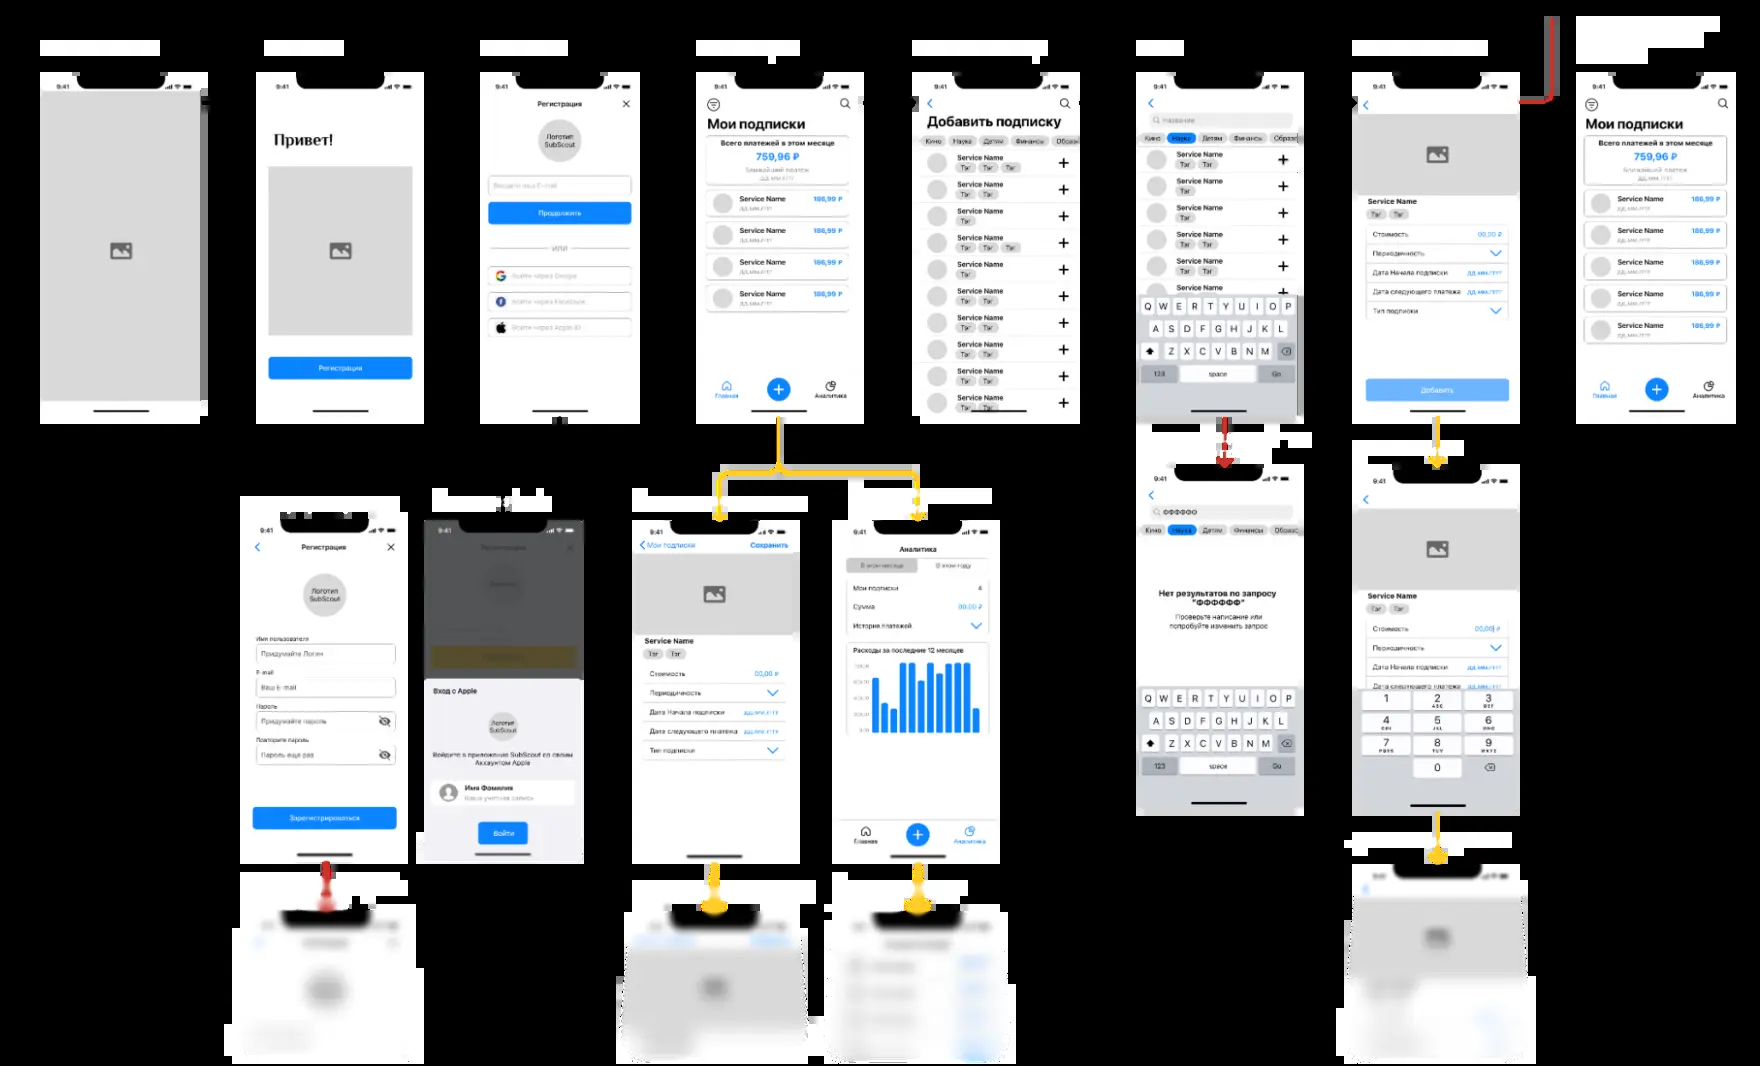 9:41
9:41
Привет!
Регистрация
9:41
Регистрация
Логотип
SubScout
Введите ваш E-mail
Продолжить
ИЛИ
Войти через Google
Войти через Facebook
Войти через Apple ID
9:41
Мои подписки
Всего платежей в этом месяце
759,96 ₽
Ближайший платеж
дд.мм.гггг
Service Name
186,99 ₽
дд.мм.гггг
Service Name
186,99 ₽
дд.мм.гггг
Service Name
186,99 ₽
дд.мм.гггг
Service Name
186,99 ₽
дд.мм.гггг
Главная
Аналитика
9:41
Добавить подписку
Кино Наука Детям Финансы Образо
Service Name
Тэг Тэг Тэг
Service Name
Тэг Тэг
Service Name
Тэг
Service Name
Тэг Тэг Тэг
Service Name
Тэг
Service Name
Тэг Тэг
Service Name
Тэг
Service Name
Тэг Тэг
Service Name
Тэг Тэг
Service Name
Тэг Тэг
9:41
Название
Кино Наука Детям Финансы Образо
Service Name
Тэг Тэг
Service Name
Тэг
Service Name
Тэг Тэг
Service Name
Тэг Тэг
Service Name
Тэг Тэг
Service Name
Q W E R T Y U I O P
A S D F G H J K L
Z X C V B N M
123 space Go
9:41
Service Name
Тэг Тэг
Стоимость 00,00 ₽
Периодичность
Дата Начала подписки дд.мм.гггг
Дата следующего платежа дд.мм.гггг
Тип подписки
Добавить
9:41
Мои подписки
Всего платежей в этом месяце
759,96 ₽
Ближайший платеж
дд.мм.гггг
Service Name
186,99 ₽
дд.мм.гггг
Service Name
186,99 ₽
дд.мм.гггг
Service Name
186,99 ₽
дд.мм.гггг
Service Name
186,99 ₽
дд.мм.гггг
Service Name
186,99 ₽
дд.мм.гггг
Главная
Аналитика
9:41
Регистрация
Логотип
SubScout
Имя пользователя
Придумайте Логин
E-mail
Ваш E-mail
Пароль
Придумайте пароль
Повторите пароль
Пароль еще раз
Зарегистрироваться
9:41
Регистрация
Вход с Apple
Логотип
SubScout
Войдите в приложение SubScout со своим
Аккаунтом Apple
Имя Фамилия
Ваша учетная запись
Войти
9:41
Мои подписки Сохранить
Service Name
Тэг Тэг
Стоимость 00,00 ₽
Периодичность
Дата Начала подписки дд.мм.гггг
Дата следующего платежа дд.мм.гггг
Тип подписки
9:41
Аналитика
В этом месяце В этом году
Мои подписки 4
Сумма 00,00 ₽
История платежей
Расходы за последние 12 месяцев
Главная
Аналитика
9:41
ФФФФФФ
Кино Наука Детям Финансы Образо
Нет результатов по запросу
"ФФФФФФ"
Проверьте написание или
попробуйте изменить запрос
Q W E R T Y U I O P
A S D F G H J K L
Z X C V B N M
123 space Go
9:41
Service Name
Тэг Тэг
Стоимость 00,00 ₽
Периодичность
Дата Начала подписки дд.мм.гггг
Дата следующего платежа дд.мм.гггг
1 2 3
ABC DEF
4 5 6
GHI JKL MNO
7 8 9
PQRS TUV WXYZ
0